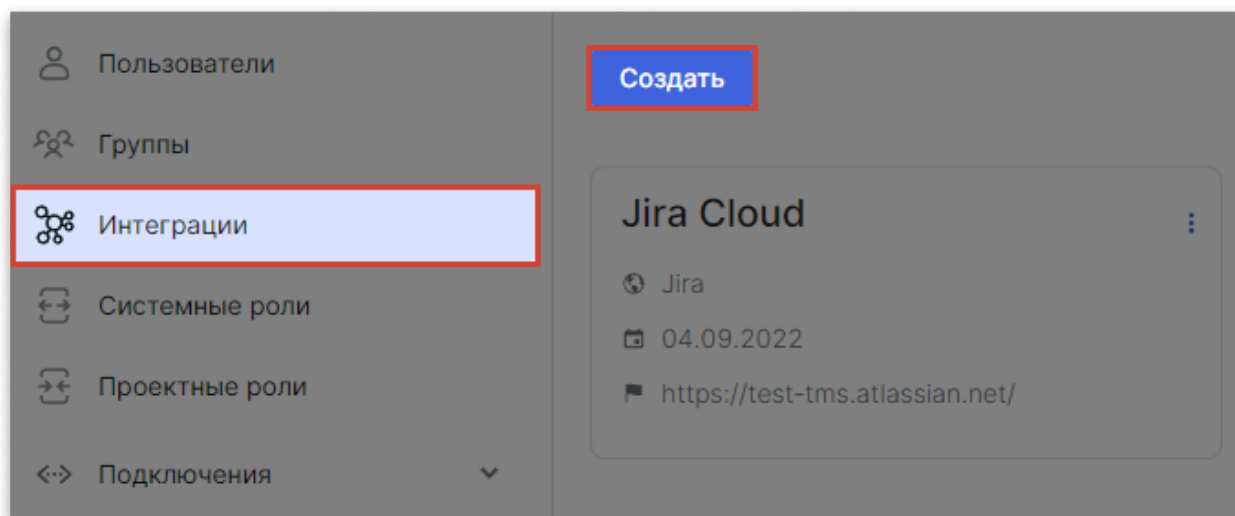 Пользователи
Группы
Интеграции
Системные роли
Проектные роли
Подключения
Создать
Jira Cloud
Jira
04.09.2022
https://test-tms.atlassian.net/